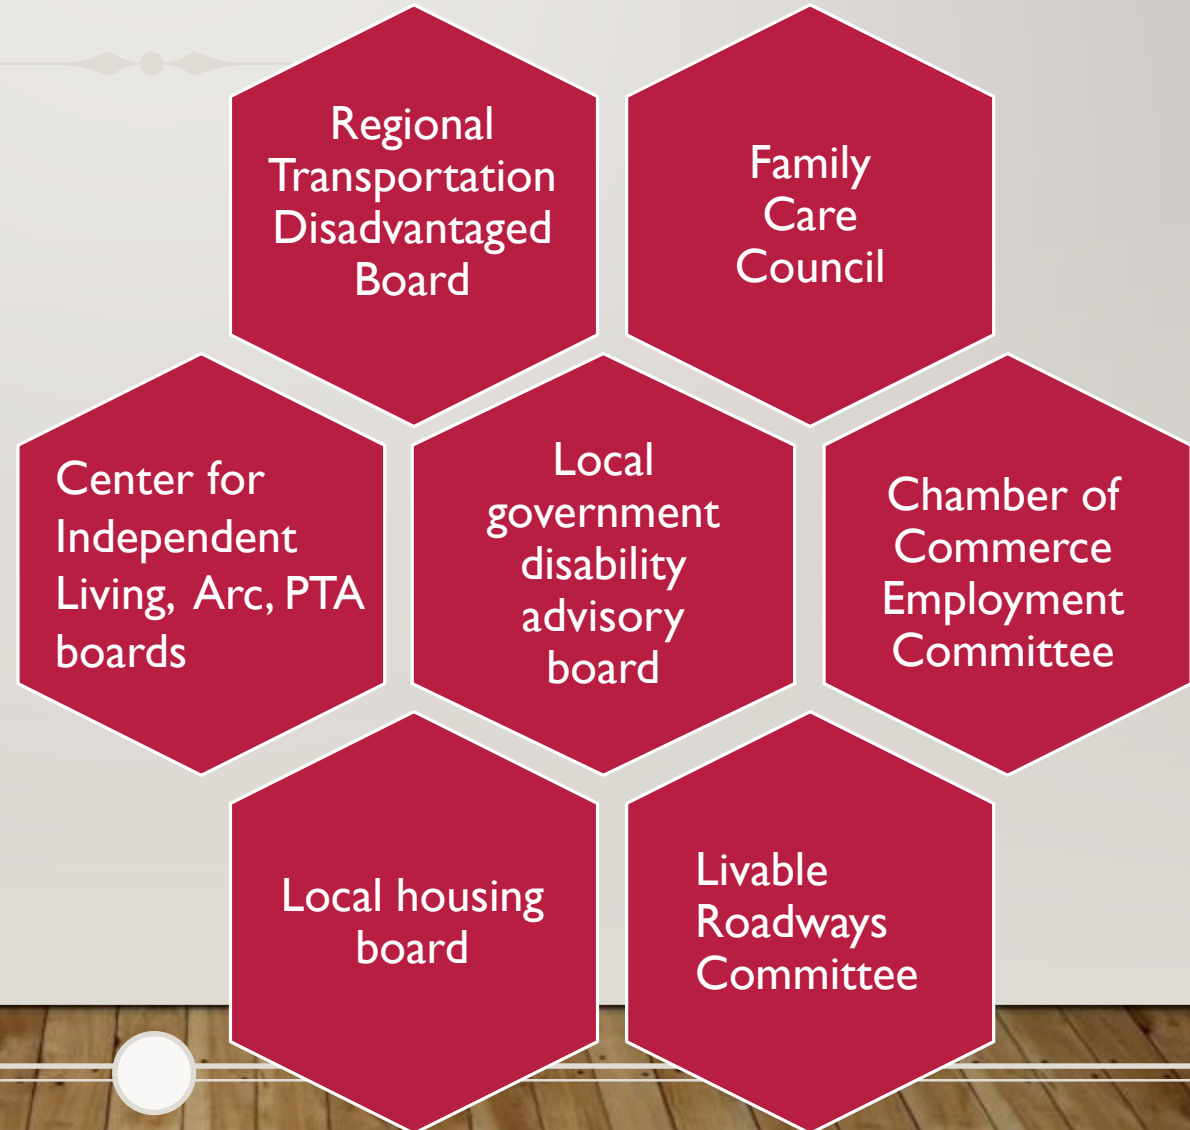 Regional
Transportation
Disadvantaged
Board
Family
Care
Council
Center for
Independent
Living, Arc, PTA
boards
Local
government
disability
advisory
board
Chamber of
Commerce
Employment
Committee
Local housing
board
Livable
Roadways
Committee